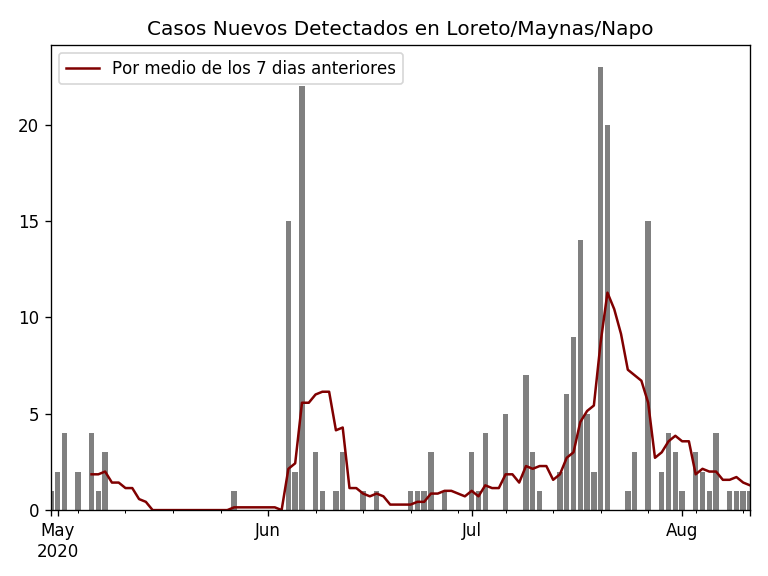 Casos Nuevos Detectados en Loreto/Maynas/Napo
Por medio de los 7 dias anteriores
20
15
10
5
0
May Jun Jul Aug
2020